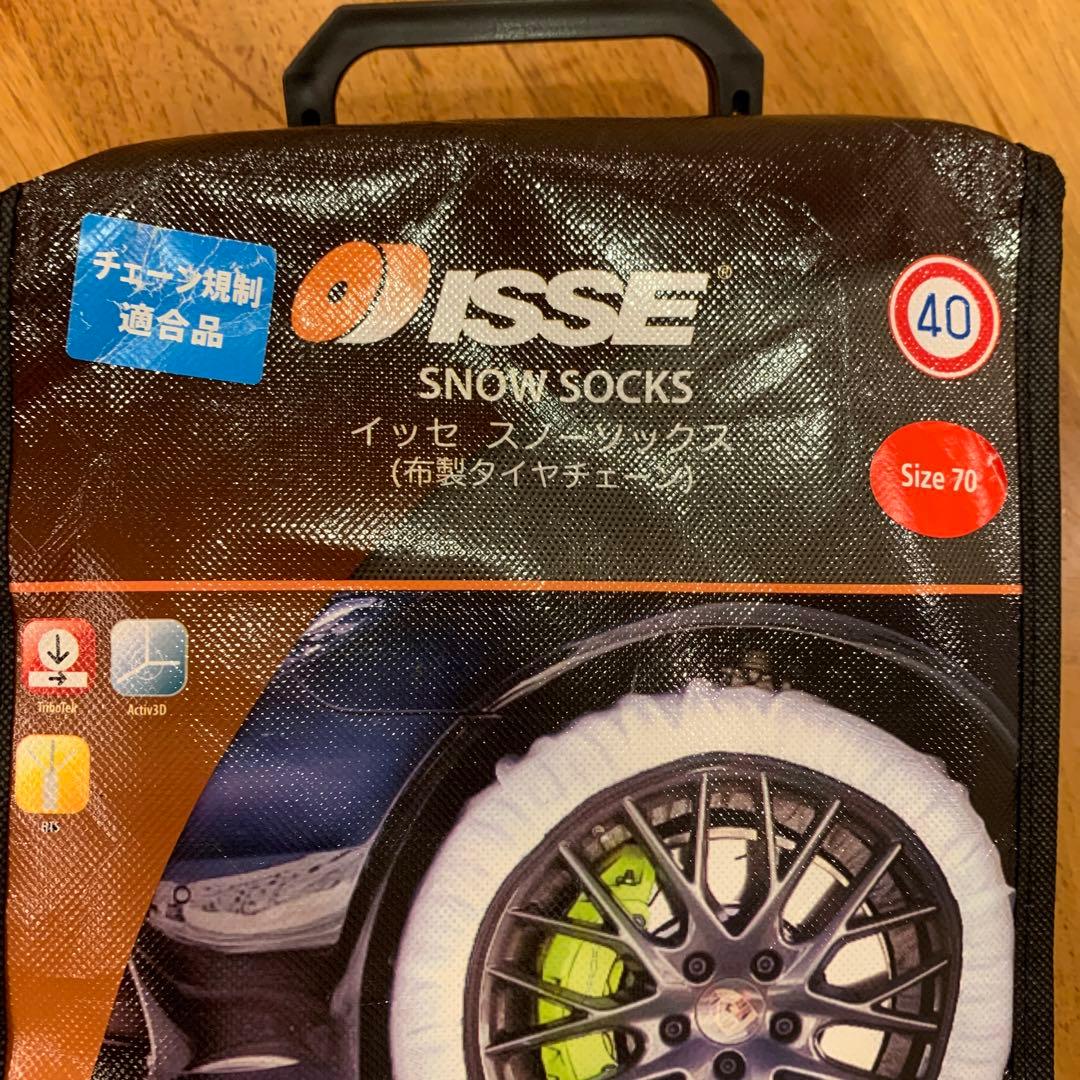 チェーン規制
適合品
ISSE®
SNOW SOCKS
イッセ スノーソックス
(布製タイヤチェーン)
40
Size 70
TriboTek
Activ3D